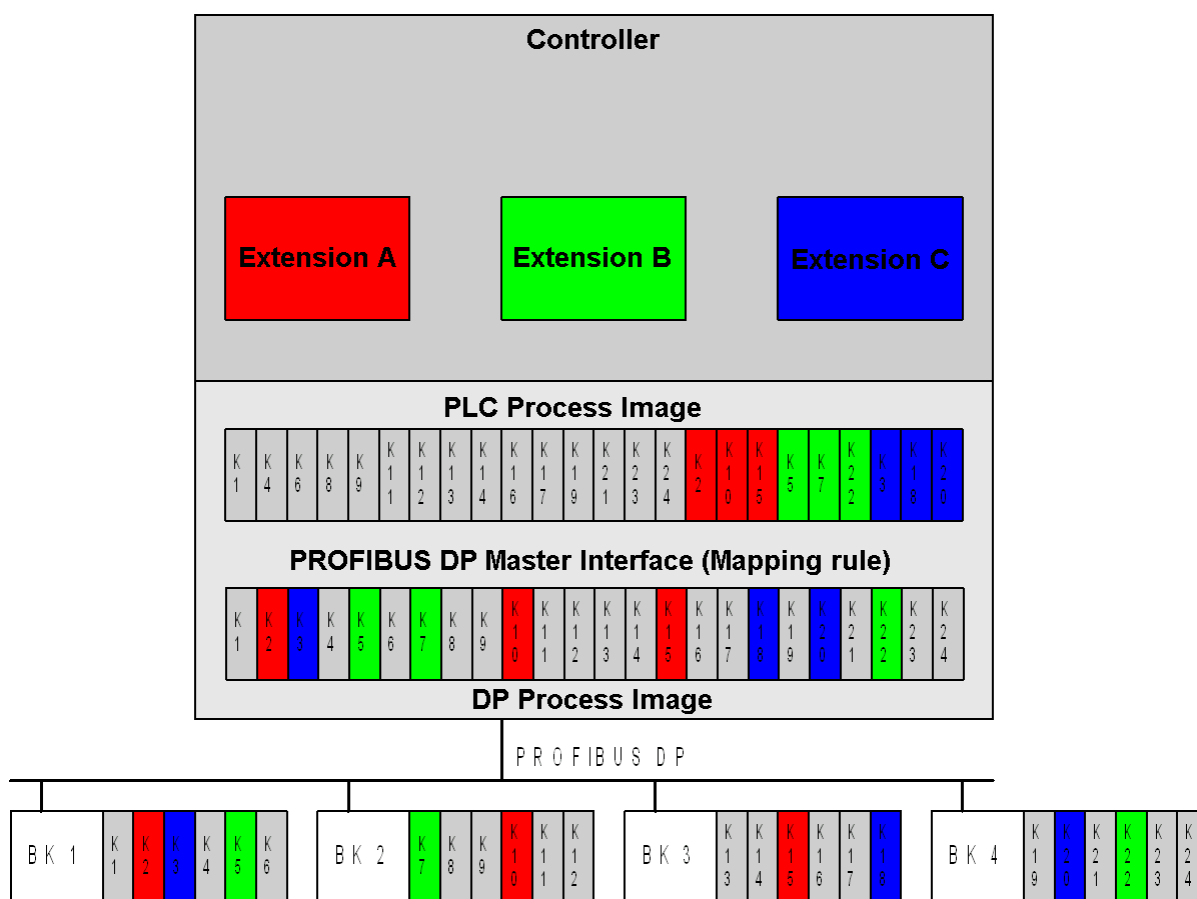 Controller
Extension A Extension B Extension C
PLC Process Image
K1 K4 K6 K8 K9 K11 K12 K13 K14 K16 K17 K19 K21 K23 K24 K2 K10 K15 K5 K7 K22 K3 K18 K20
PROFIBUS DP Master Interface (Mapping rule)
K1 K2 K3 K4 K5 K6 K7 K8 K9 K10 K11 K12 K13 K14 K15 K16 K17 K18 K19 K20 K21 K22 K23 K24
DP Process Image
PROFIBUS DP
BK 1 K1 K2 K3 K4 K5 K6 BK 2 K7 K8 K9 K10 K11 K12 BK 3 K13 K14 K15 K16 K17 K18 BK 4 K19 K20 K21 K22 K23 K24